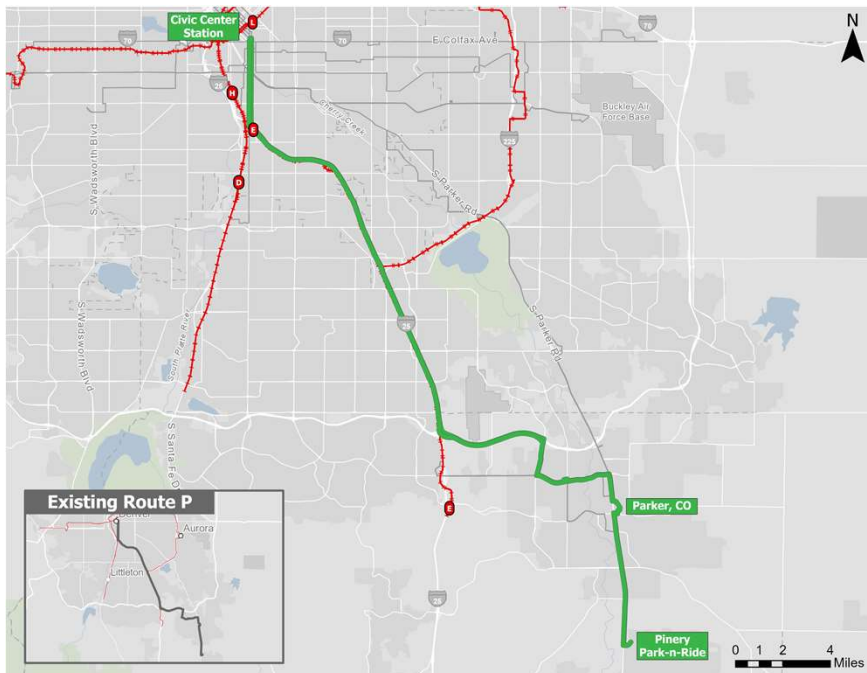 Civic Center
Station
L
N
70
E Colfax Ave
70
70
25
H
Cherry Creek
Buckley Air
Force Base
S Wadsworth Blvd
E
225
D
S Parker Rd
S Wadsworth Blvd
South Platte River
25
S Parker Rd
S Santa Fe D
Existing Route P
Denver
Aurora
Littleton
E
Parker, CO
25
Pinery
Park-n-Ride
0 1 2 4
Miles